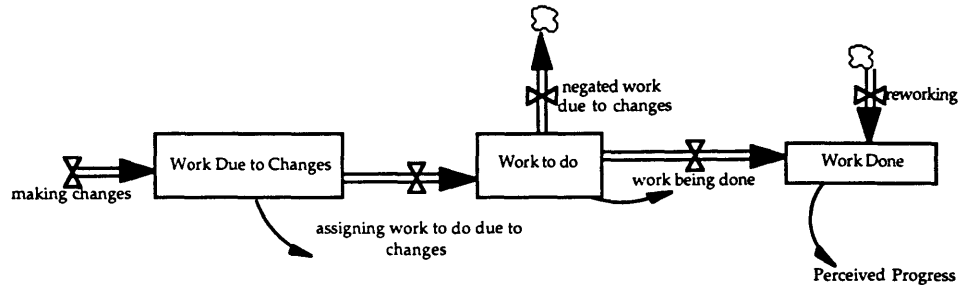 negated work
due to changes
reworking
Work Due to Changes
Work to do
Work Done
making changes
work being done
assigning work to do due to
changes
Perceived Progress